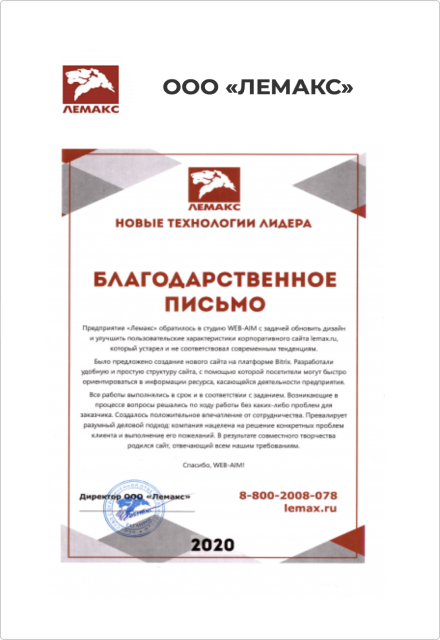 ЛЕМАКС
ООО «ЛЕМАКС»
ЛЕМАКС
НОВЫЕ ТЕХНОЛОГИИ ЛИДЕРА
БЛАГОДАРСТВЕННОЕ
ПИСЬМО
Предприятие «Лемакс» обратилось в студию WEB-AIM с задачей обновить дизайн
и улучшить пользовательские характеристики корпоративного сайта lemax.ru,
который устарел и не соответствовал современным тенденциям.
Было предложено создание нового сайта на платформе Bitrix. Разработали
удобную и простую структуру сайта, с помощью которой посетители могут быстро
ориентироваться в информации ресурса, касающейся деятельности предприятия.
Все работы выполнялись в срок и в соответствии с заданием. Возникающие в
процессе вопросы решались по ходу работы без каких-либо проблем для
заказчика. Создалось положительное впечатление от сотрудничества. Превалирует
разумный деловой подход: компания нацелена на решение конкретных проблем
клиента и выполнение его пожеланий. В результате совместного творчества
родился сайт, отвечающий всем нашим требованиям.
Спасибо, WEB-AIM!
Директор ООО «Лемакс»
8-800-2008-078
lemax.ru
2020